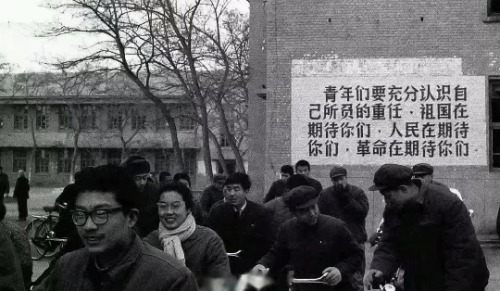 青年们要充分认识自
己所员的重任，祖国在
期待你们，人民在期待
你们，革命在期待你们．